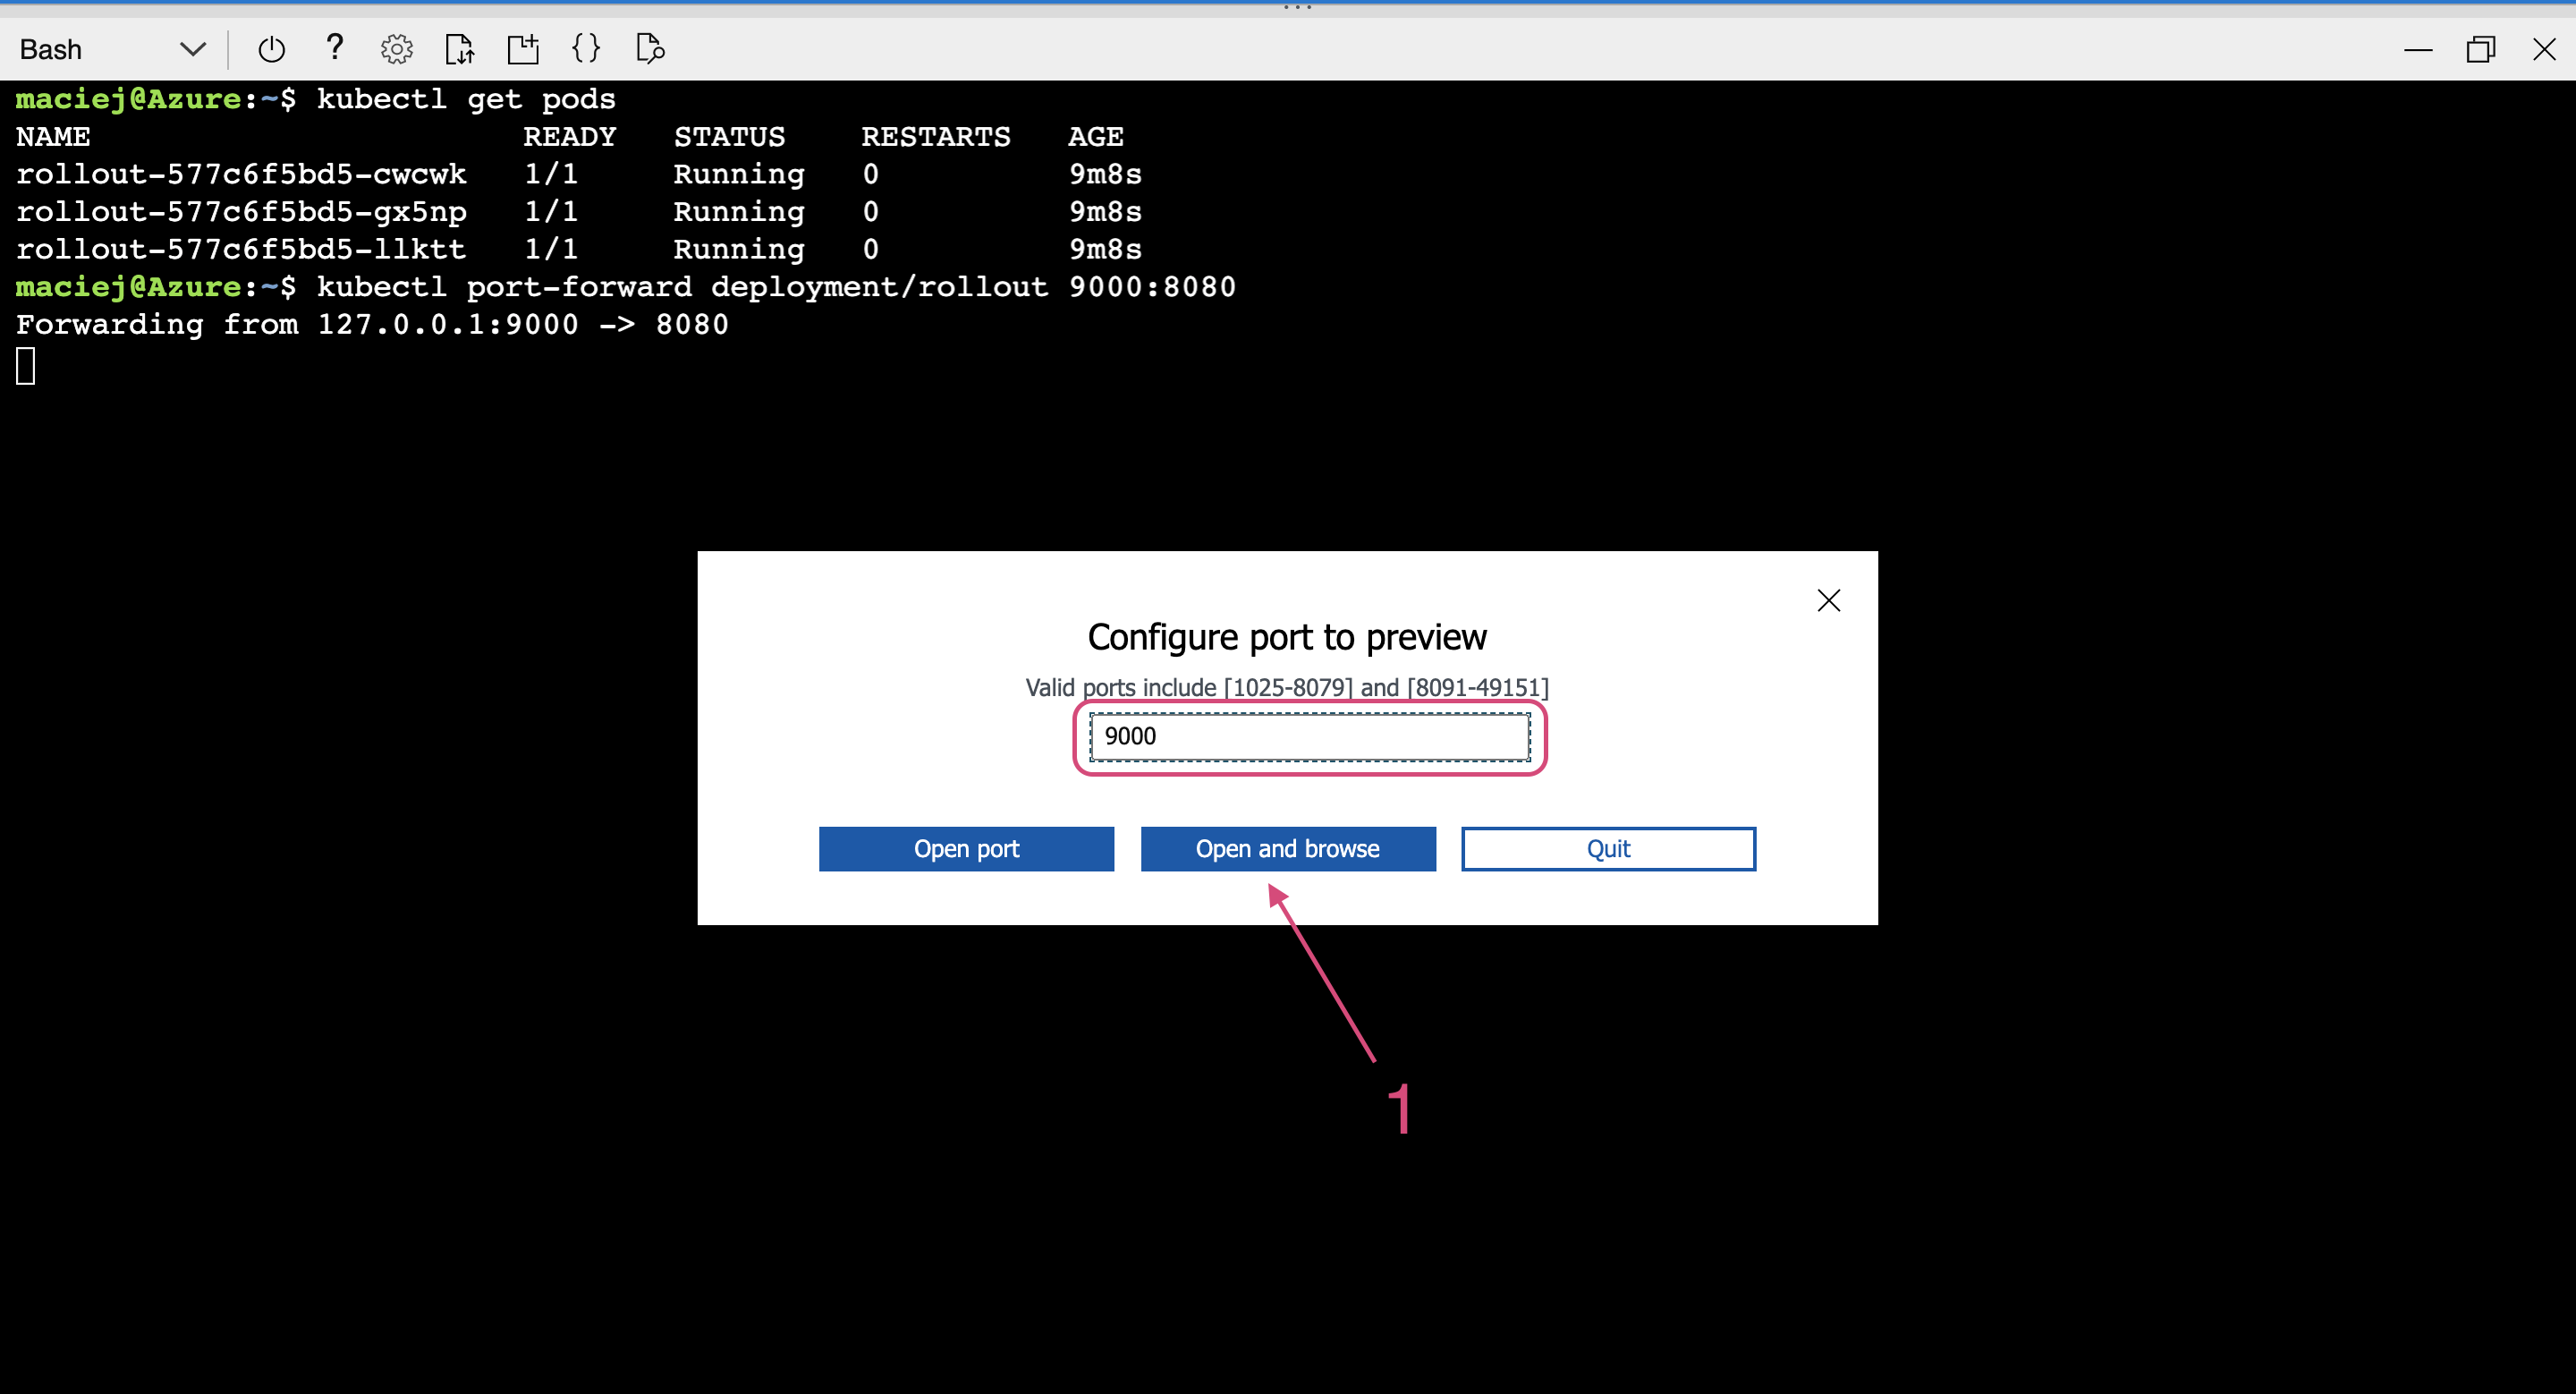 Bash
maciej@Azure:~$ kubectl get pods
NAME READY STATUS RESTARTS AGE
rollout-577c6f5bd5-cwcwk 1/1 Running 0 9m8s
rollout-577c6f5bd5-gx5np 1/1 Running 0 9m8s
rollout-577c6f5bd5-llktt 1/1 Running 0 9m8s
maciej@Azure:~$ kubectl port-forward deployment/rollout 9000:8080
Forwarding from 127.0.0.1:9000 -> 8080
Configure port to preview
Valid ports include [1025-8079] and [8091-49151]
9000
Open port
Open and browse
Quit
1